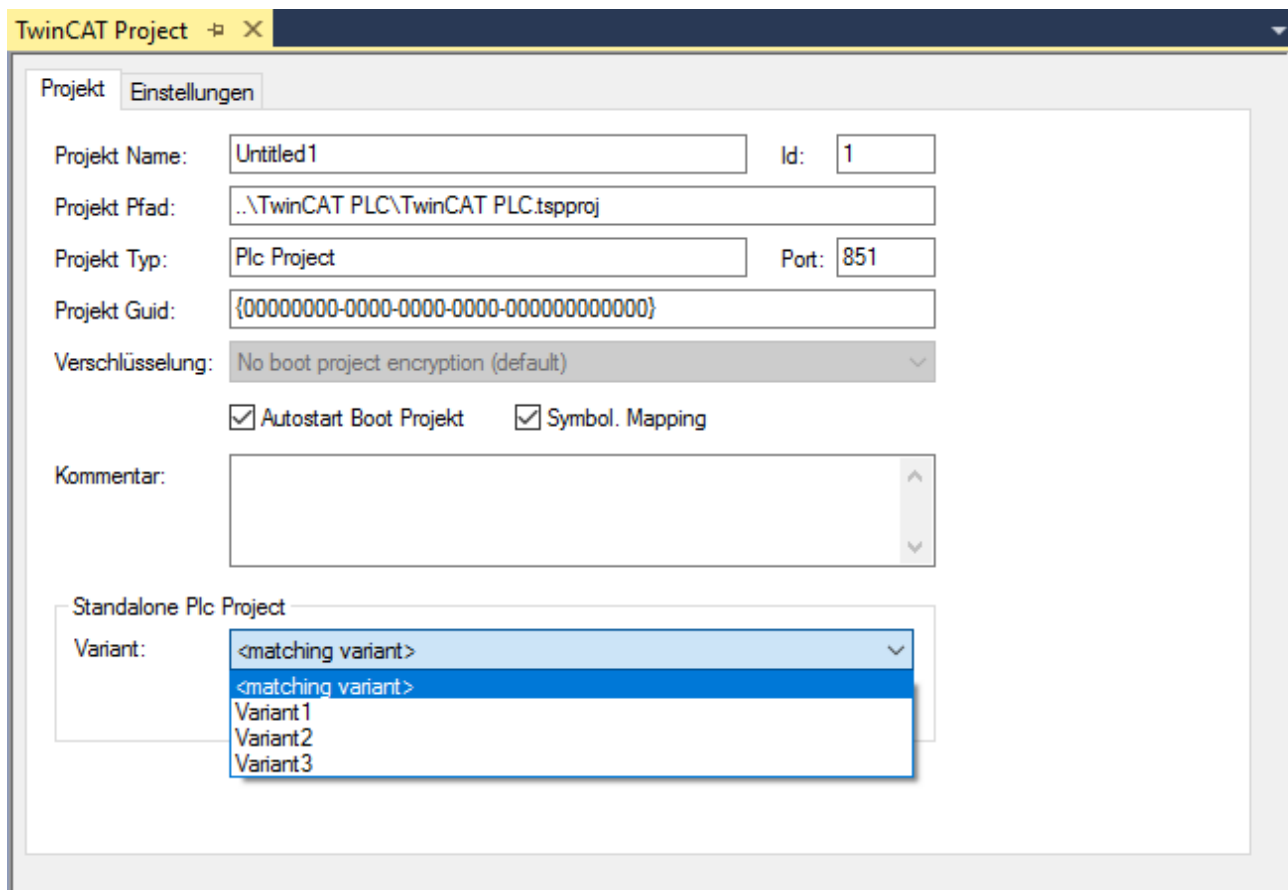 TwinCAT Project
Projekt Einstellungen
Projekt Name: Untitled1 Id: 1
Projekt Pfad: ..\TwinCAT PLC\TwinCAT PLC.tspproj
Projekt Typ: Plc Project Port: 851
Projekt Guid: {00000000-0000-0000-0000-000000000000}
Verschlüsselung: No boot project encryption (default)
Autostart Boot Projekt Symbol. Mapping
Kommentar:
Standalone Plc Project
Variant: <matching variant>
<matching variant>
Variant1
Variant2
Variant3